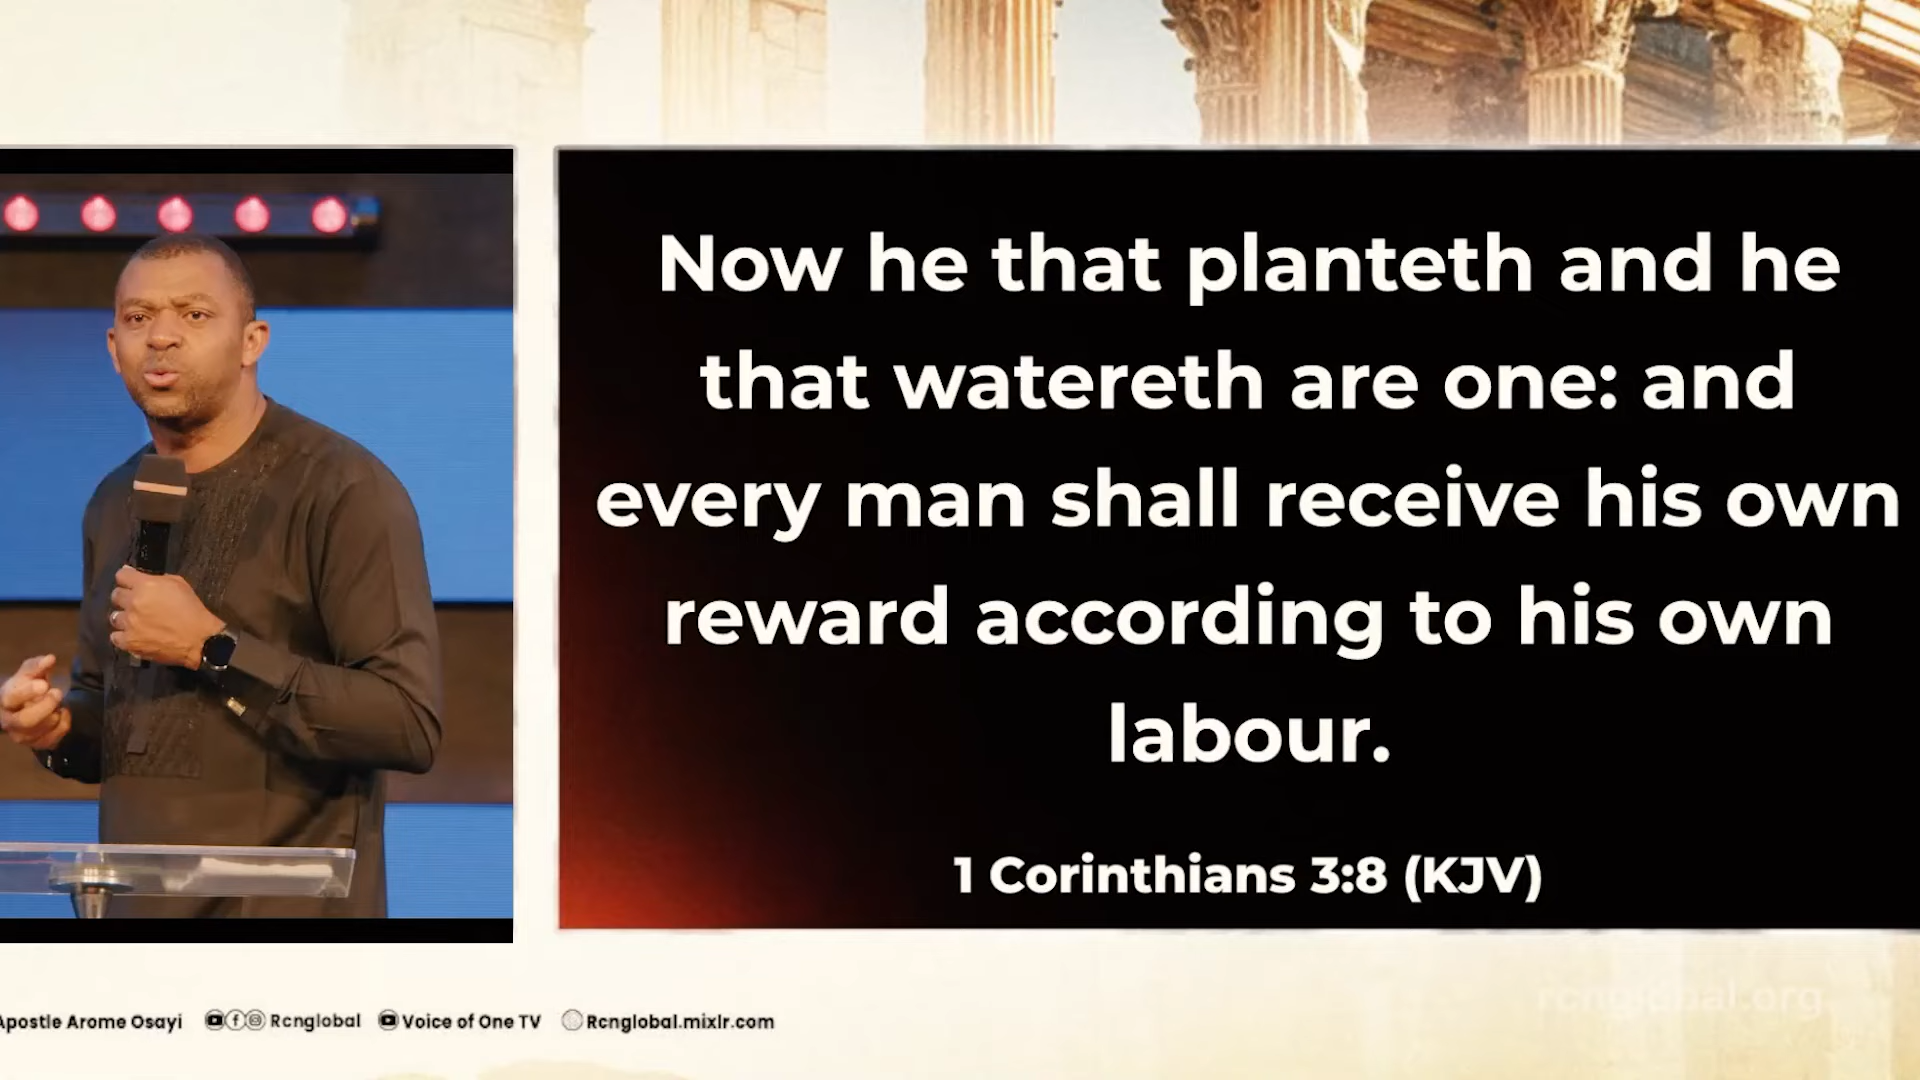 Now he that planteth and he
that watereth are one: and
every man shall receive his own
reward according to his own
labour.
1 Corinthians 3:8 (KJV)
rcnglobal.org
Apostle Arome Osayi Rcnglobal Voice of One TV Rcnglobal.mixlr.com